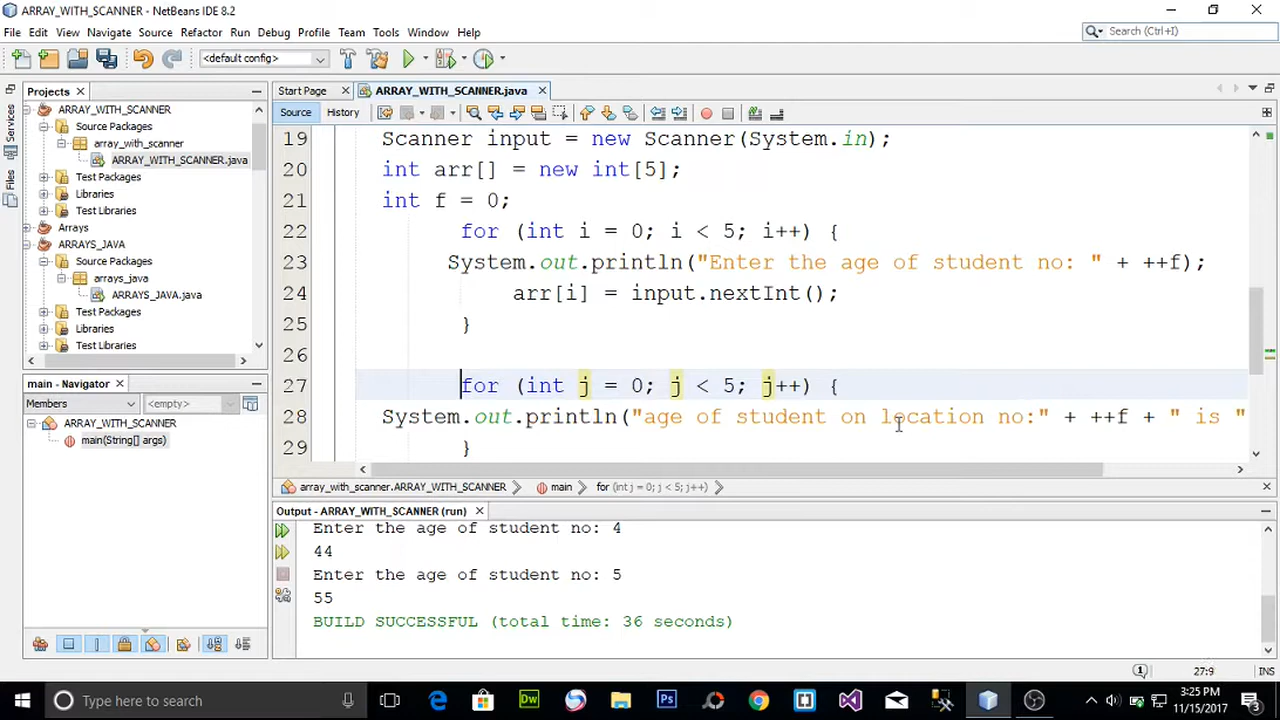 ARRAY_WITH_SCANNER - NetBeans IDE 8.2
File Edit View Navigate Source Refactor Run Debug Profile Team Tools Window Help
Search (Ctrl+I)
<default config>
Projects
Start Page
ARRAY_WITH_SCANNER.java
Services
Files
ARRAY_WITH_SCANNER
Source Packages
array_with_scanner
ARRAY_WITH_SCANNER.java
Test Packages
Libraries
Test Libraries
Arrays
ARRAYS_JAVA
Source Packages
arrays_java
ARRAYS_JAVA.java
Test Packages
Libraries
Test Libraries
Source History
19 Scanner input = new Scanner(System.in);
20 int arr[] = new int[5];
21 int f = 0;
22 for (int i = 0; i < 5; i++) {
23 System.out.println("Enter the age of student no: " + ++f);
24 arr[i] = input.nextInt();
25 }
26
27 for (int j = 0; j < 5; j++) {
28 System.out.println("age of student on location no:" + ++f + " is "
29 }
array_with_scanner.ARRAY_WITH_SCANNER main for (int j = 0; j < 5; j++)
main - Navigator
Members <empty>
ARRAY_WITH_SCANNER
main(String[] args)
Output - ARRAY_WITH_SCANNER (run)
Enter the age of student no: 4
44
Enter the age of student no: 5
55
BUILD SUCCESSFUL (total time: 36 seconds)
27:9 INS
Type here to search
Dw
Ps
3:25 PM
11/15/2017
3